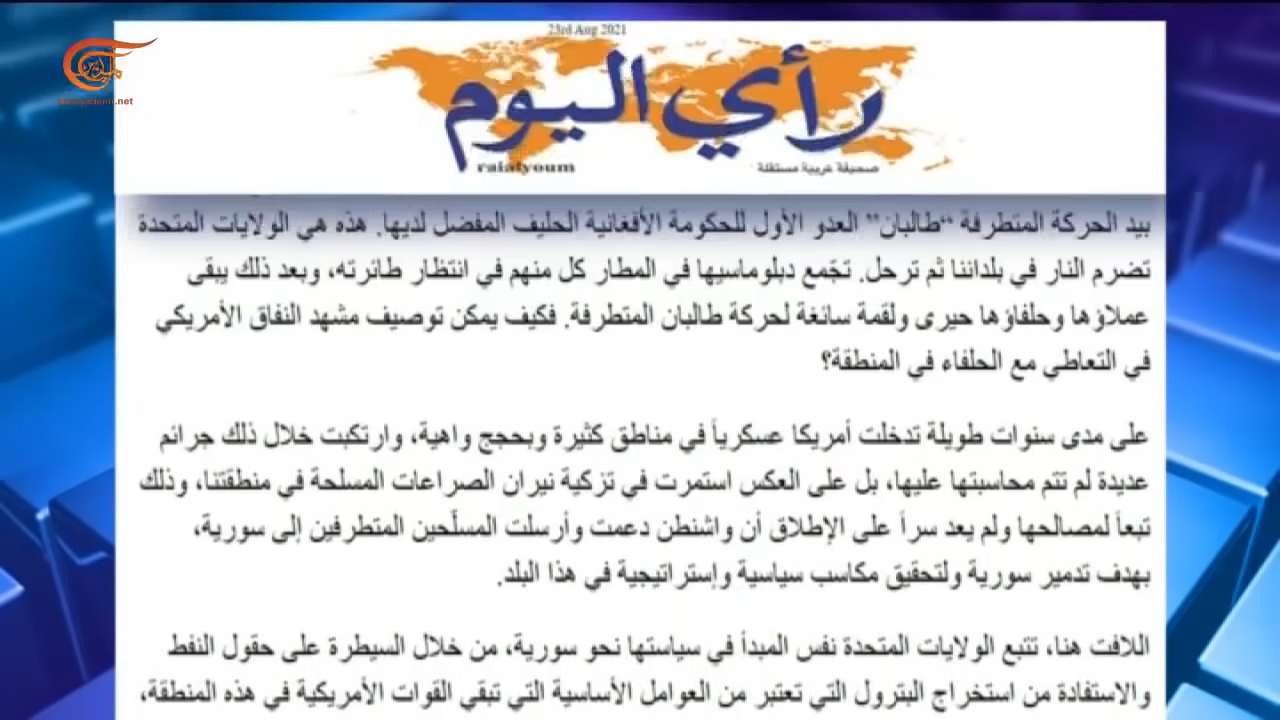 23rd Aug 2021
الميادين
almayadeen.net
رأي اليوم
raialyoum
صحيفة عربية مستقلة
بيد الحركة المتطرفة “طالبان” العدو الأول للحكومة الأفغانية الحليف المفضل لديها. هذه هي الولايات المتحدة
تضرم النار في بلداننا ثم ترحل. تجّمع دبلوماسيها في المطار كل منهم في انتظار طائرته، وبعد ذلك يبقى
عملاؤها وحلفاؤها حيرى ولقمة سائغة لحركة طالبان المتطرفة. فكيف يمكن توصيف مشهد النفاق الأمريكي
في التعاطي مع الحلفاء في المنطقة؟
على مدى سنوات طويلة تدخلت أمريكا عسكرياً في مناطق كثيرة وبحجج واهية، وارتكبت خلال ذلك جرائم
عديدة لم تتم محاسبتها عليها، بل على العكس استمرت في تزكية نيران الصراعات المسلحة في منطقتنا، وذلك
تبعاً لمصالحها ولم يعد سراً على الإطلاق أن واشنطن دعمت وأرسلت المسلّحين المتطرفين إلى سورية،
بهدف تدمير سورية ولتحقيق مكاسب سياسية وإستراتيجية في هذا البلد.
اللافت هنا، تتبع الولايات المتحدة نفس المبدأ في سياستها نحو سورية، من خلال السيطرة على حقول النفط
والاستفادة من استخراج البترول التي تعتبر من العوامل الأساسية التي تبقي القوات الأمريكية في هذه المنطقة،